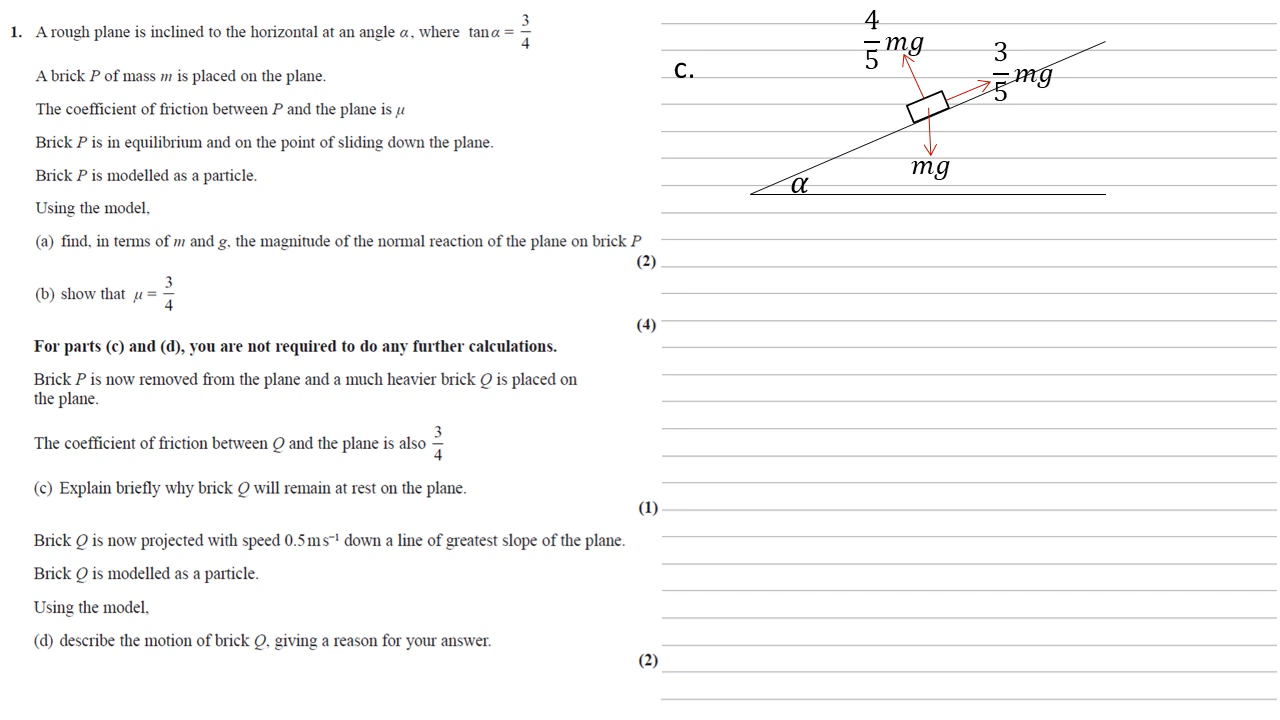 1. A rough plane is inclined to the horizontal at an angle α, where tan α = 3/4
A brick P of mass m is placed on the plane.
The coefficient of friction between P and the plane is μ
Brick P is in equilibrium and on the point of sliding down the plane.
Brick P is modelled as a particle.
Using the model,
(a) find, in terms of m and g, the magnitude of the normal reaction of the plane on brick P
(2)
(b) show that μ = 3/4
(4)
For parts (c) and (d), you are not required to do any further calculations.
Brick P is now removed from the plane and a much heavier brick Q is placed on
the plane.
The coefficient of friction between Q and the plane is also 3/4
(c) Explain briefly why brick Q will remain at rest on the plane.
(1)
Brick Q is now projected with speed 0.5 m s⁻¹ down a line of greatest slope of the plane.
Brick Q is modelled as a particle.
Using the model,
(d) describe the motion of brick Q, giving a reason for your answer.
(2)
c.
4/5 mg
3/5 mg
mg
α